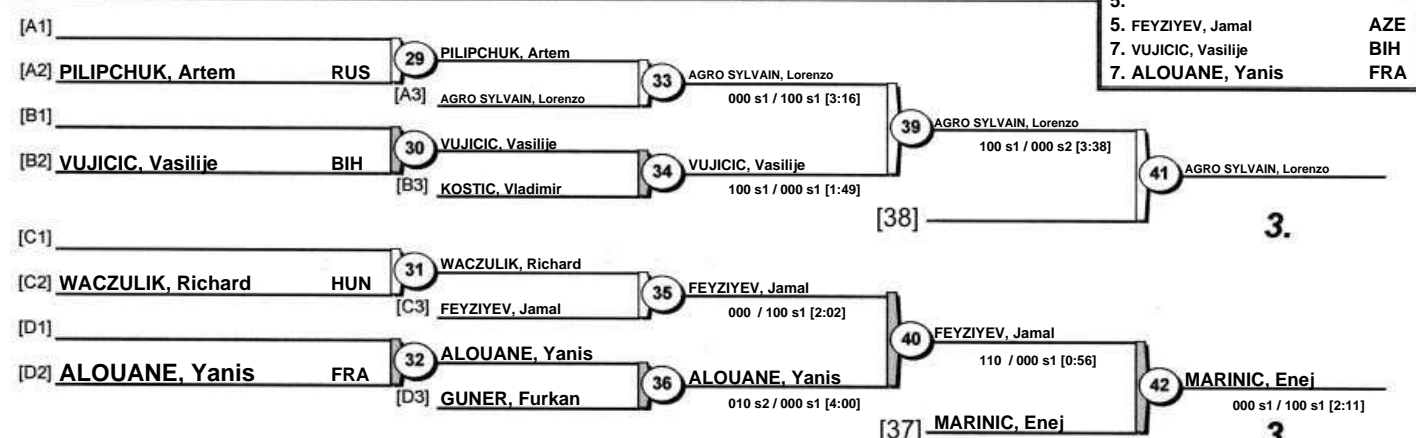 5.
5. FEYZIYEV, Jamal AZE
7. VUJICIC, Vasilije BIH
7. ALOUANE, Yanis FRA
[A1]
[A2] PILIPCHUK, Artem RUS
29 PILIPCHUK, Artem
[A3] AGRO SYLVAIN, Lorenzo
33 AGRO SYLVAIN, Lorenzo
000 s1 / 100 s1 [3:16]
[B1]
[B2] VUJICIC, Vasilije BIH
30 VUJICIC, Vasilije
[B3] KOSTIC, Vladimir
34 VUJICIC, Vasilije
100 s1 / 000 s1 [1:49]
39 AGRO SYLVAIN, Lorenzo
100 s1 / 000 s2 [3:38]
[38]
41 AGRO SYLVAIN, Lorenzo
3.
[C1]
[C2] WACZULIK, Richard HUN
31 WACZULIK, Richard
[C3] FEYZIYEV, Jamal
35 FEYZIYEV, Jamal
000 / 100 s1 [2:02]
[D1]
[D2] ALOUANE, Yanis FRA
32 ALOUANE, Yanis
[D3] GUNER, Furkan
36 ALOUANE, Yanis
010 s2 / 000 s1 [4:00]
40 FEYZIYEV, Jamal
110 / 000 s1 [0:56]
[37] MARINIC, Enej
42 MARINIC, Enej
000 s1 / 100 s1 [2:11]
3